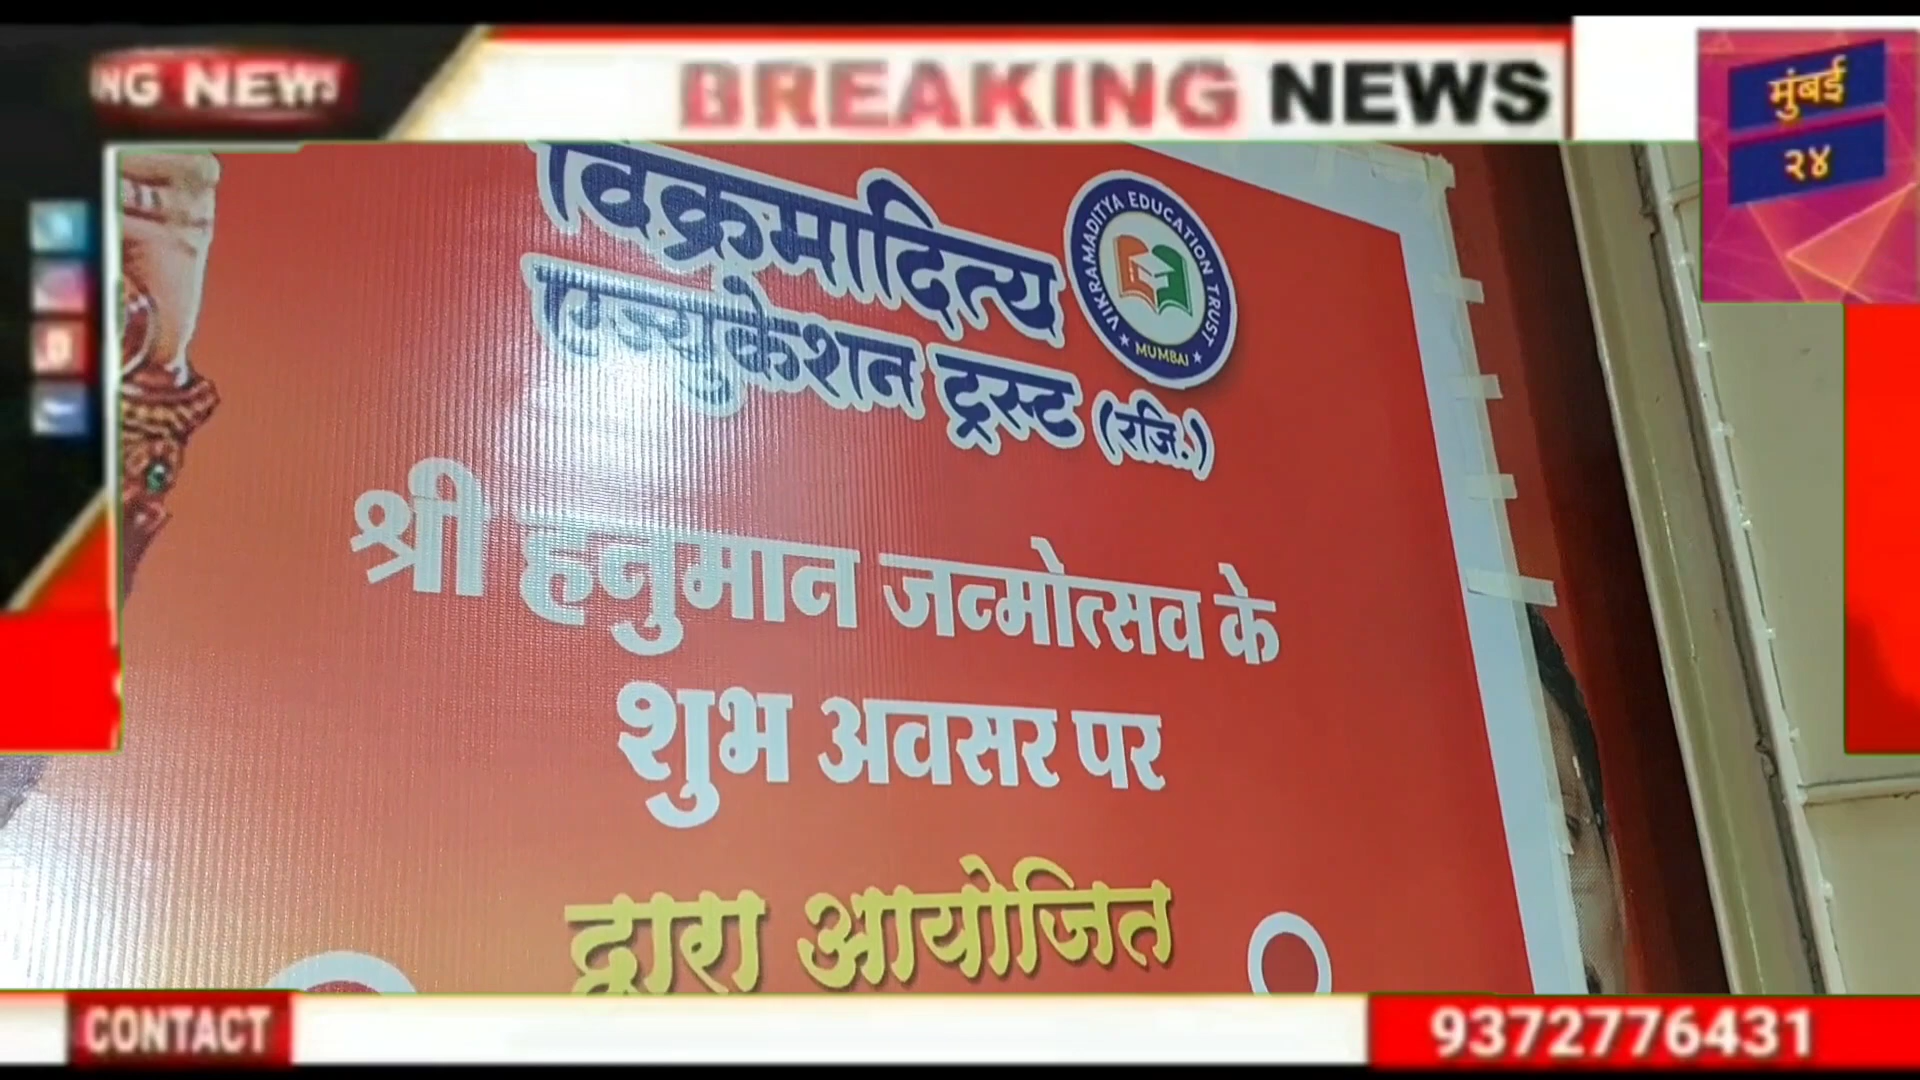 NG NEWS
BREAKING NEWS
मुंबई
२४
विक्रमादित्य
एज्युकेशन ट्रस्ट (रजि.)
VIKRAMADITYA EDUCATION TRUST
★ MUMBAI ★
श्री हनुमान जन्मोत्सव के
शुभ अवसर पर
द्वारा आयोजित
CONTACT
9372776431